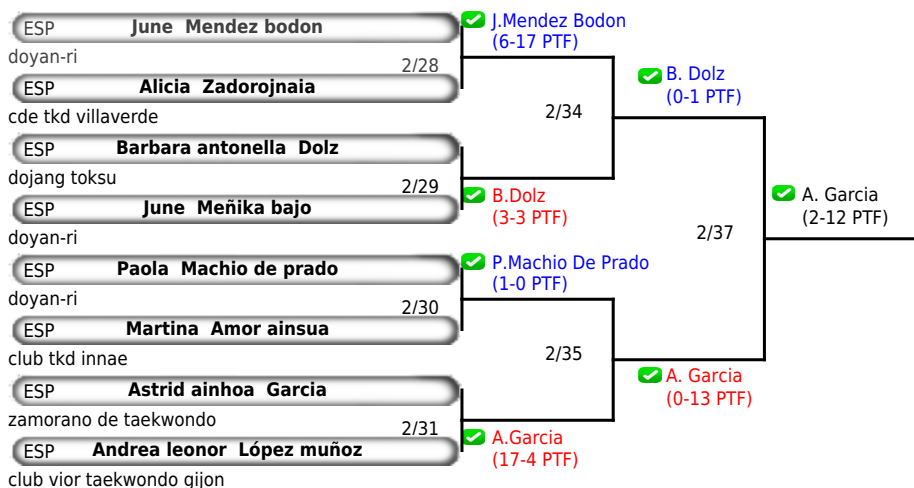 ESP June Mendez bodon
doyan-ri
2/28
ESP Alicia Zadorojnaia
cde tkd villaverde
ESP Barbara antonella Dolz
dojang toksu
2/29
ESP June Meñika bajo
doyan-ri
ESP Paola Machio de prado
doyan-ri
2/30
ESP Martina Amor ainsua
club tkd innae
ESP Astrid ainhoa Garcia
zamorano de taekwondo
2/31
ESP Andrea leonor López muñoz
club vior taekwondo gijon
J.Mendez Bodon
(6-17 PTF)
2/34
B.Dolz
(3-3 PTF)
P.Machio De Prado
(1-0 PTF)
2/35
A.Garcia
(17-4 PTF)
B. Dolz
(0-1 PTF)
2/37
A. Garcia
(0-13 PTF)
A. Garcia
(2-12 PTF)